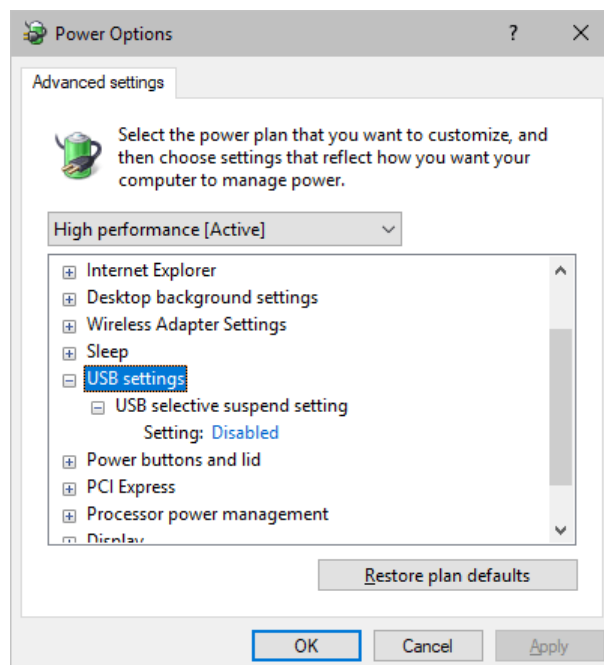 Power Options
?
Advanced settings
Select the power plan that you want to customize, and
then choose settings that reflect how you want your
computer to manage power.
High performance [Active]
Internet Explorer
Desktop background settings
Wireless Adapter Settings
Sleep
USB settings
USB selective suspend setting
Setting: Disabled
Power buttons and lid
PCI Express
Processor power management
Display
Restore plan defaults
OK Cancel Apply